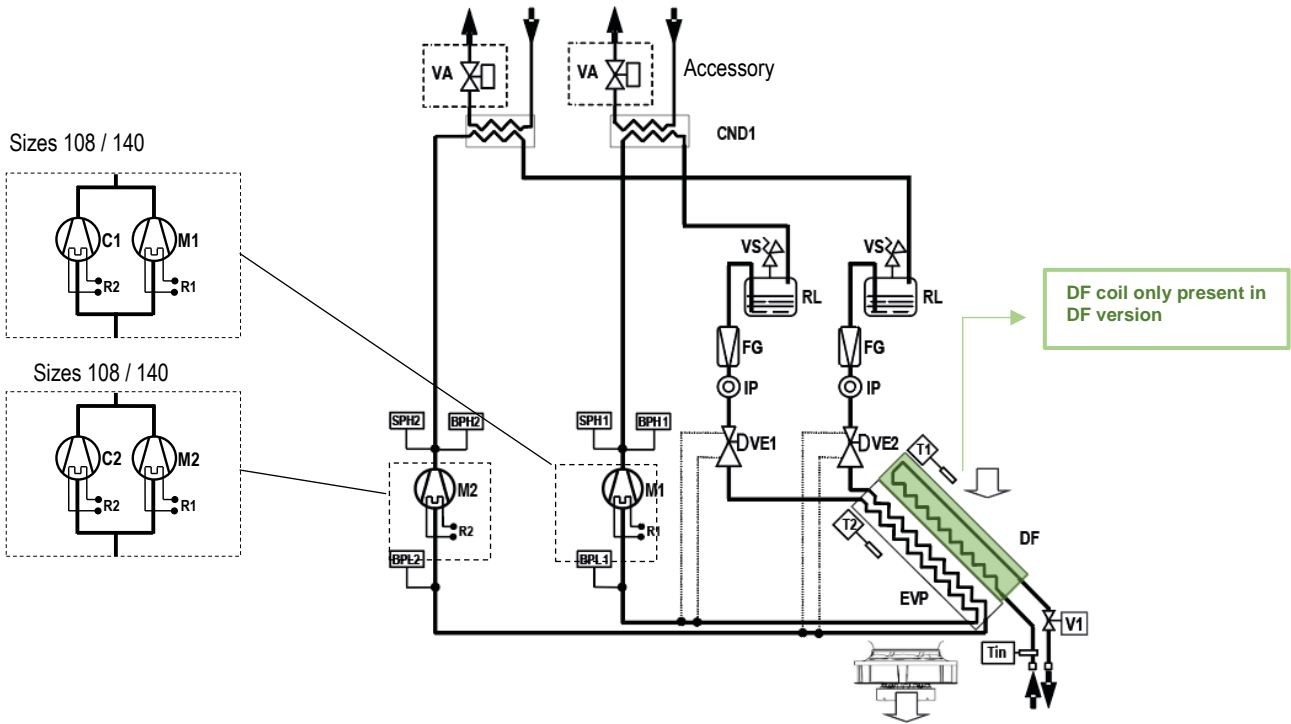 VA
VA
Accessory
CND1
Sizes 108 / 140
C1
M1
R2
R1
VS
VS
RL
RL
DF coil only present in
DF version
FG
FG
IP
IP
Sizes 108 / 140
SPH2
BPH2
SPH1
BPH1
VE1
VE2
T1
C2
M2
R2
R1
M2
M1
R2
R1
T2
DF
BPL2
BPL1
EVP
V1
Tin